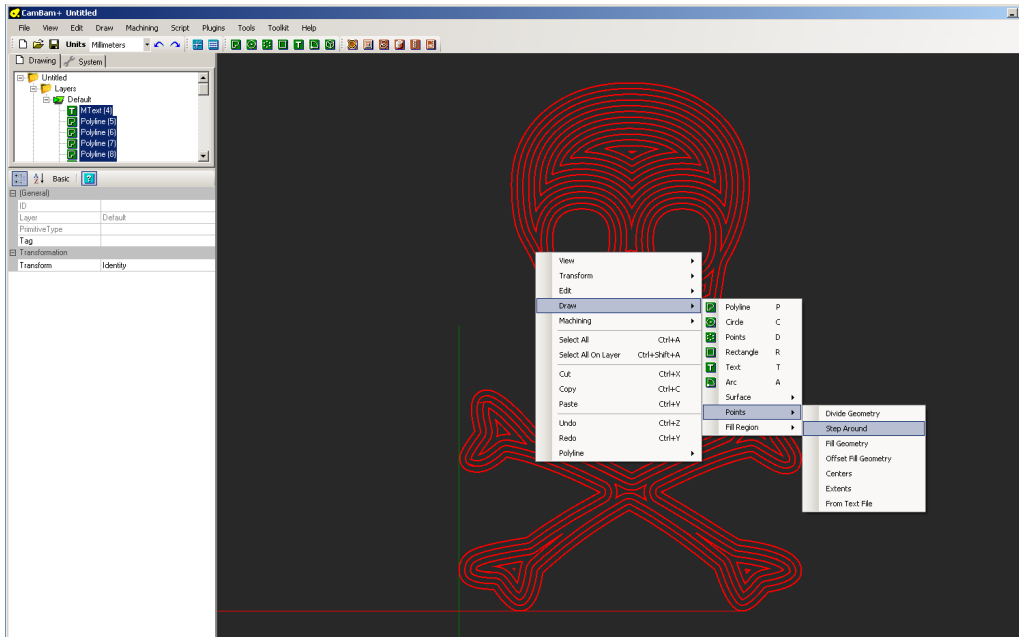 CamBam+ Untitled
File View Edit Draw Machining Script Plugins Tools Toolkit Help
Units Millimeters
Drawing System
Untitled
Layers
Default
MText (4)
Polyline (5)
Polyline (6)
Polyline (7)
Polyline (8)
Basic
(General)
ID
Layer Default
PrimitiveType
Tag
Transformation
Transform Identity
View
Transform
Edit
Draw
Machining
Select All Ctrl+A
Select All On Layer Ctrl+Shift+A
Cut Ctrl+X
Copy Ctrl+C
Paste Ctrl+V
Undo Ctrl+Z
Redo Ctrl+Y
Polyline
Polyline P
Circle C
Points D
Rectangle R
Text T
Arc A
Surface
Points
Fill Region
Divide Geometry
Step Around
Fill Geometry
Offset Fill Geometry
Centers
Extents
From Text File